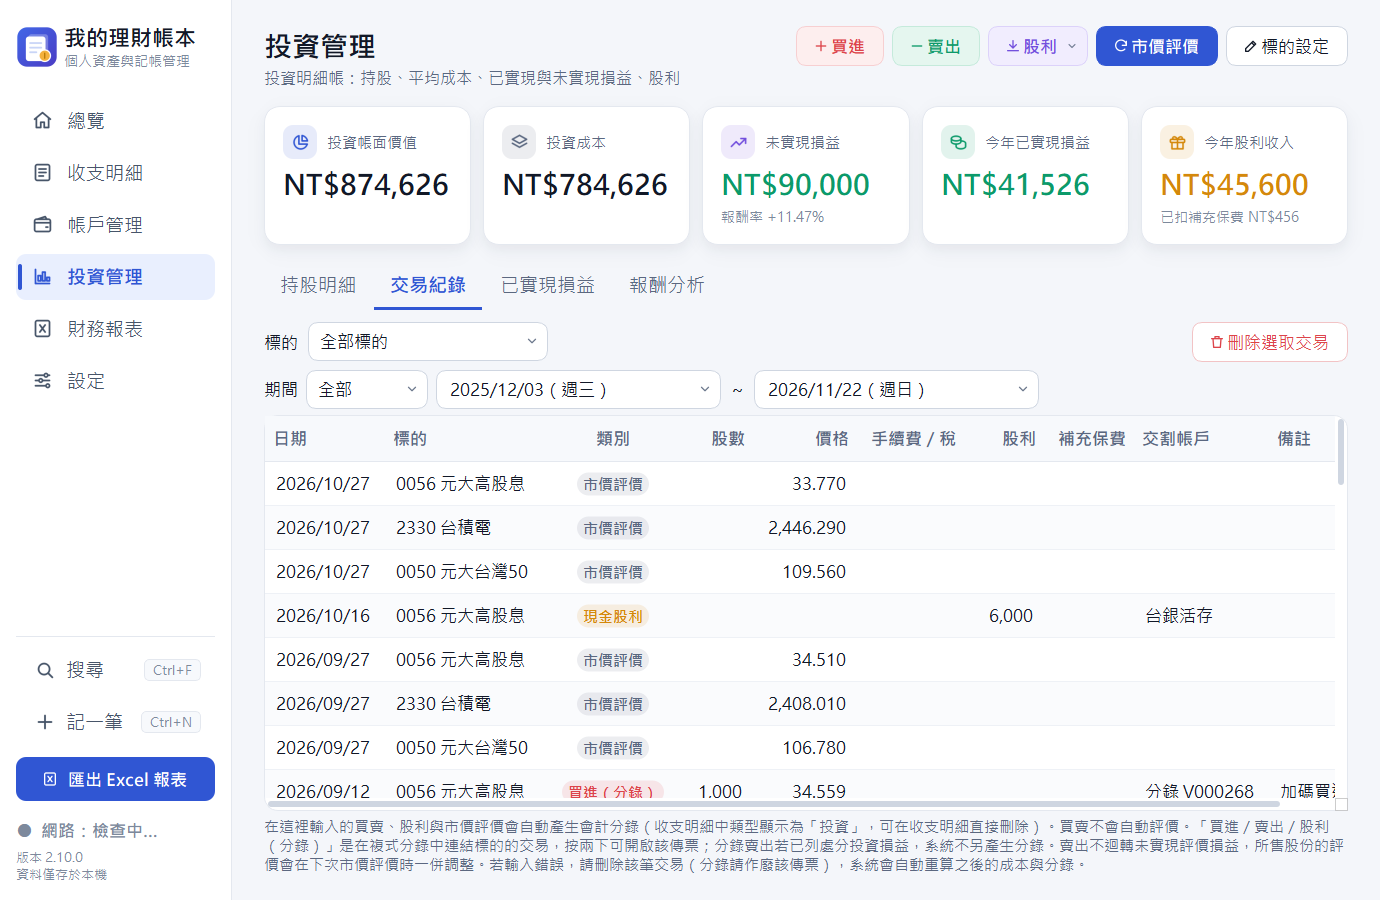 我的理財帳本
個人資產與記帳管理
總覽
收支明細
帳戶管理
投資管理
財務報表
設定
搜尋 Ctrl+F
記一筆 Ctrl+N
匯出 Excel 報表
網路：檢查中...
版本 2.10.0
資料僅存於本機
投資管理
投資明細帳：持股、平均成本、已實現與未實現損益、股利
買進 賣出 股利 市價評價 標的設定
投資帳面價值
NT$874,626
投資成本
NT$784,626
未實現損益
NT$90,000
報酬率 +11.47%
今年已實現損益
NT$41,526
今年股利收入
NT$45,600
已扣補充保費 NT$456
持股明細 交易紀錄 已實現損益 報酬分析
標的 全部標的 刪除選取交易
期間 全部 2025/12/03（週三） ~ 2026/11/22（週日）
日期 標的 類別 股數 價格 手續費 / 稅 股利 補充保費 交割帳戶 備註
2026/10/27 0056 元大高股息 市價評價 33.770
2026/10/27 2330 台積電 市價評價 2,446.290
2026/10/27 0050 元大台灣50 市價評價 109.560
2026/10/16 0056 元大高股息 現金股利 6,000 台銀活存
2026/09/27 0056 元大高股息 市價評價 34.510
2026/09/27 2330 台積電 市價評價 2,408.010
2026/09/27 0050 元大台灣50 市價評價 106.780
2026/09/12 0056 元大高股息 買進（分錄） 1,000 34.559 分錄 V000268 加碼買
在這裡輸入的買賣、股利與市價評價會自動產生會計分錄（收支明細中類型顯示為「投資」，可在收支明細直接刪除）。買賣不會自動評價。「買進 / 賣出 / 股利
（分錄）」是在複式分錄中連結標的的交易，按兩下可開啟該傳票；分錄賣出若已列處分投資損益，系統不另產生分錄。賣出不迴轉未實現評價損益，所售股份的評
價會在下次市價評價時一併調整。若輸入錯誤，請刪除該筆交易（分錄請作廢該傳票），系統會自動重算之後的成本與分錄。